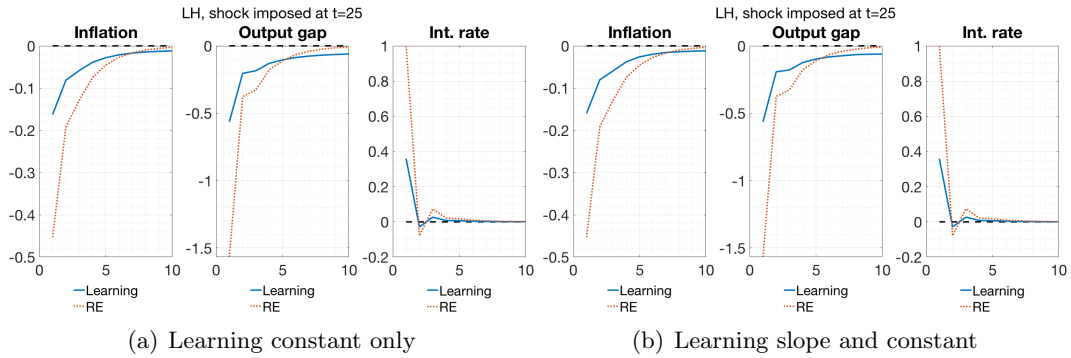 LH, shock imposed at t=25
Inflation
Output gap
Int. rate
0
-0.1
-0.2
-0.3
-0.4
-0.5
0 5 10
Learning
RE
0
-0.5
-1
-1.5
0 5 10
Learning
RE
1
0.8
0.6
0.4
0.2
0
-0.2
0 5 10
Learning
RE
(a) Learning constant only
LH, shock imposed at t=25
Inflation
Output gap
Int. rate
0
-0.1
-0.2
-0.3
-0.4
-0.5
0 5 10
Learning
RE
0
-0.5
-1
-1.5
0 5 10
Learning
RE
1
0.8
0.6
0.4
0.2
0
-0.2
0 5 10
Learning
RE
(b) Learning slope and constant